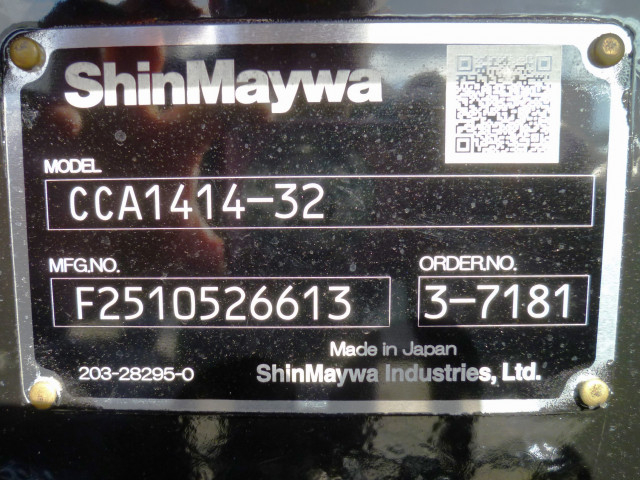 ShinMaywa
MODEL
CCA1414-32
MFG.NO. ORDER.NO.
F2510526613 3-7181
Made in Japan
203-28295-0 ShinMaywa Industries, Ltd.